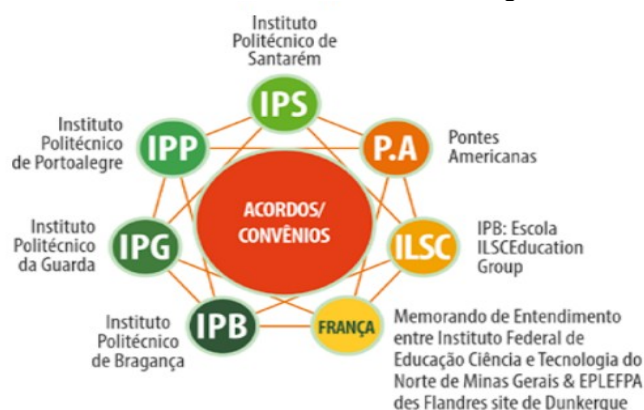 Instituto
Politécnico de
Santarém
IPS
Instituto
Politécnico
de Portoalegre
IPP
P.A
Pontes
Americanas
ACORDOS/
CONVÊNIOS
Instituto
Politécnico
da Guarda
IPG
ILSC
IPB: Escola
ILSCEducation
Group
Instituto
Politécnico
de Bragança
IPB
FRANÇA
Memorando de Entendimento
entre Instituto Federal de
Educação Ciência e Tecnologia do
Norte de Minas Gerais & EPLEFPA
des Flandres site de Dunkerque